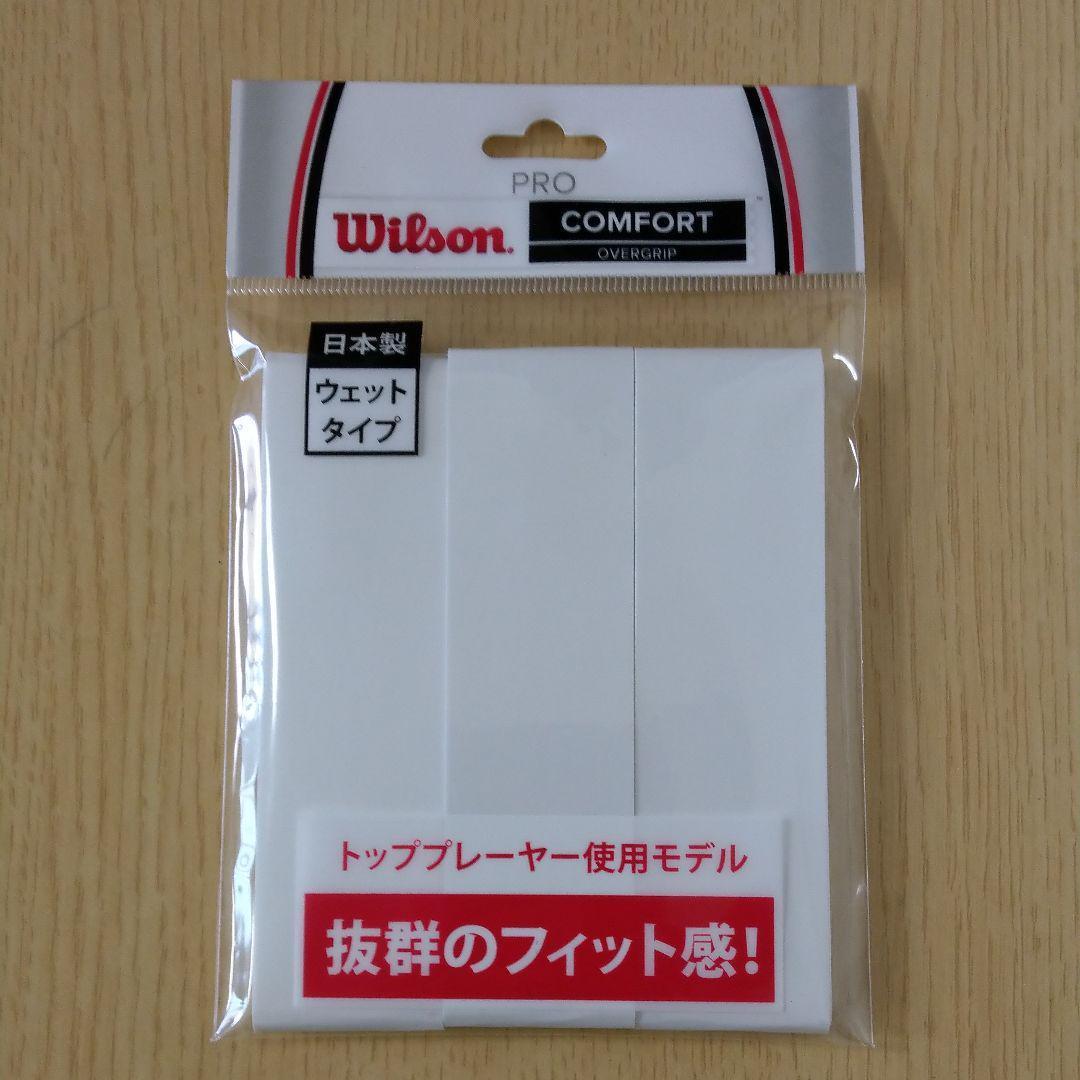 PRO
Wilson.
COMFORT
™
OVERGRIP
日本製
ウェット
タイプ
トッププレーヤー使用モデル
抜群のフィット感!